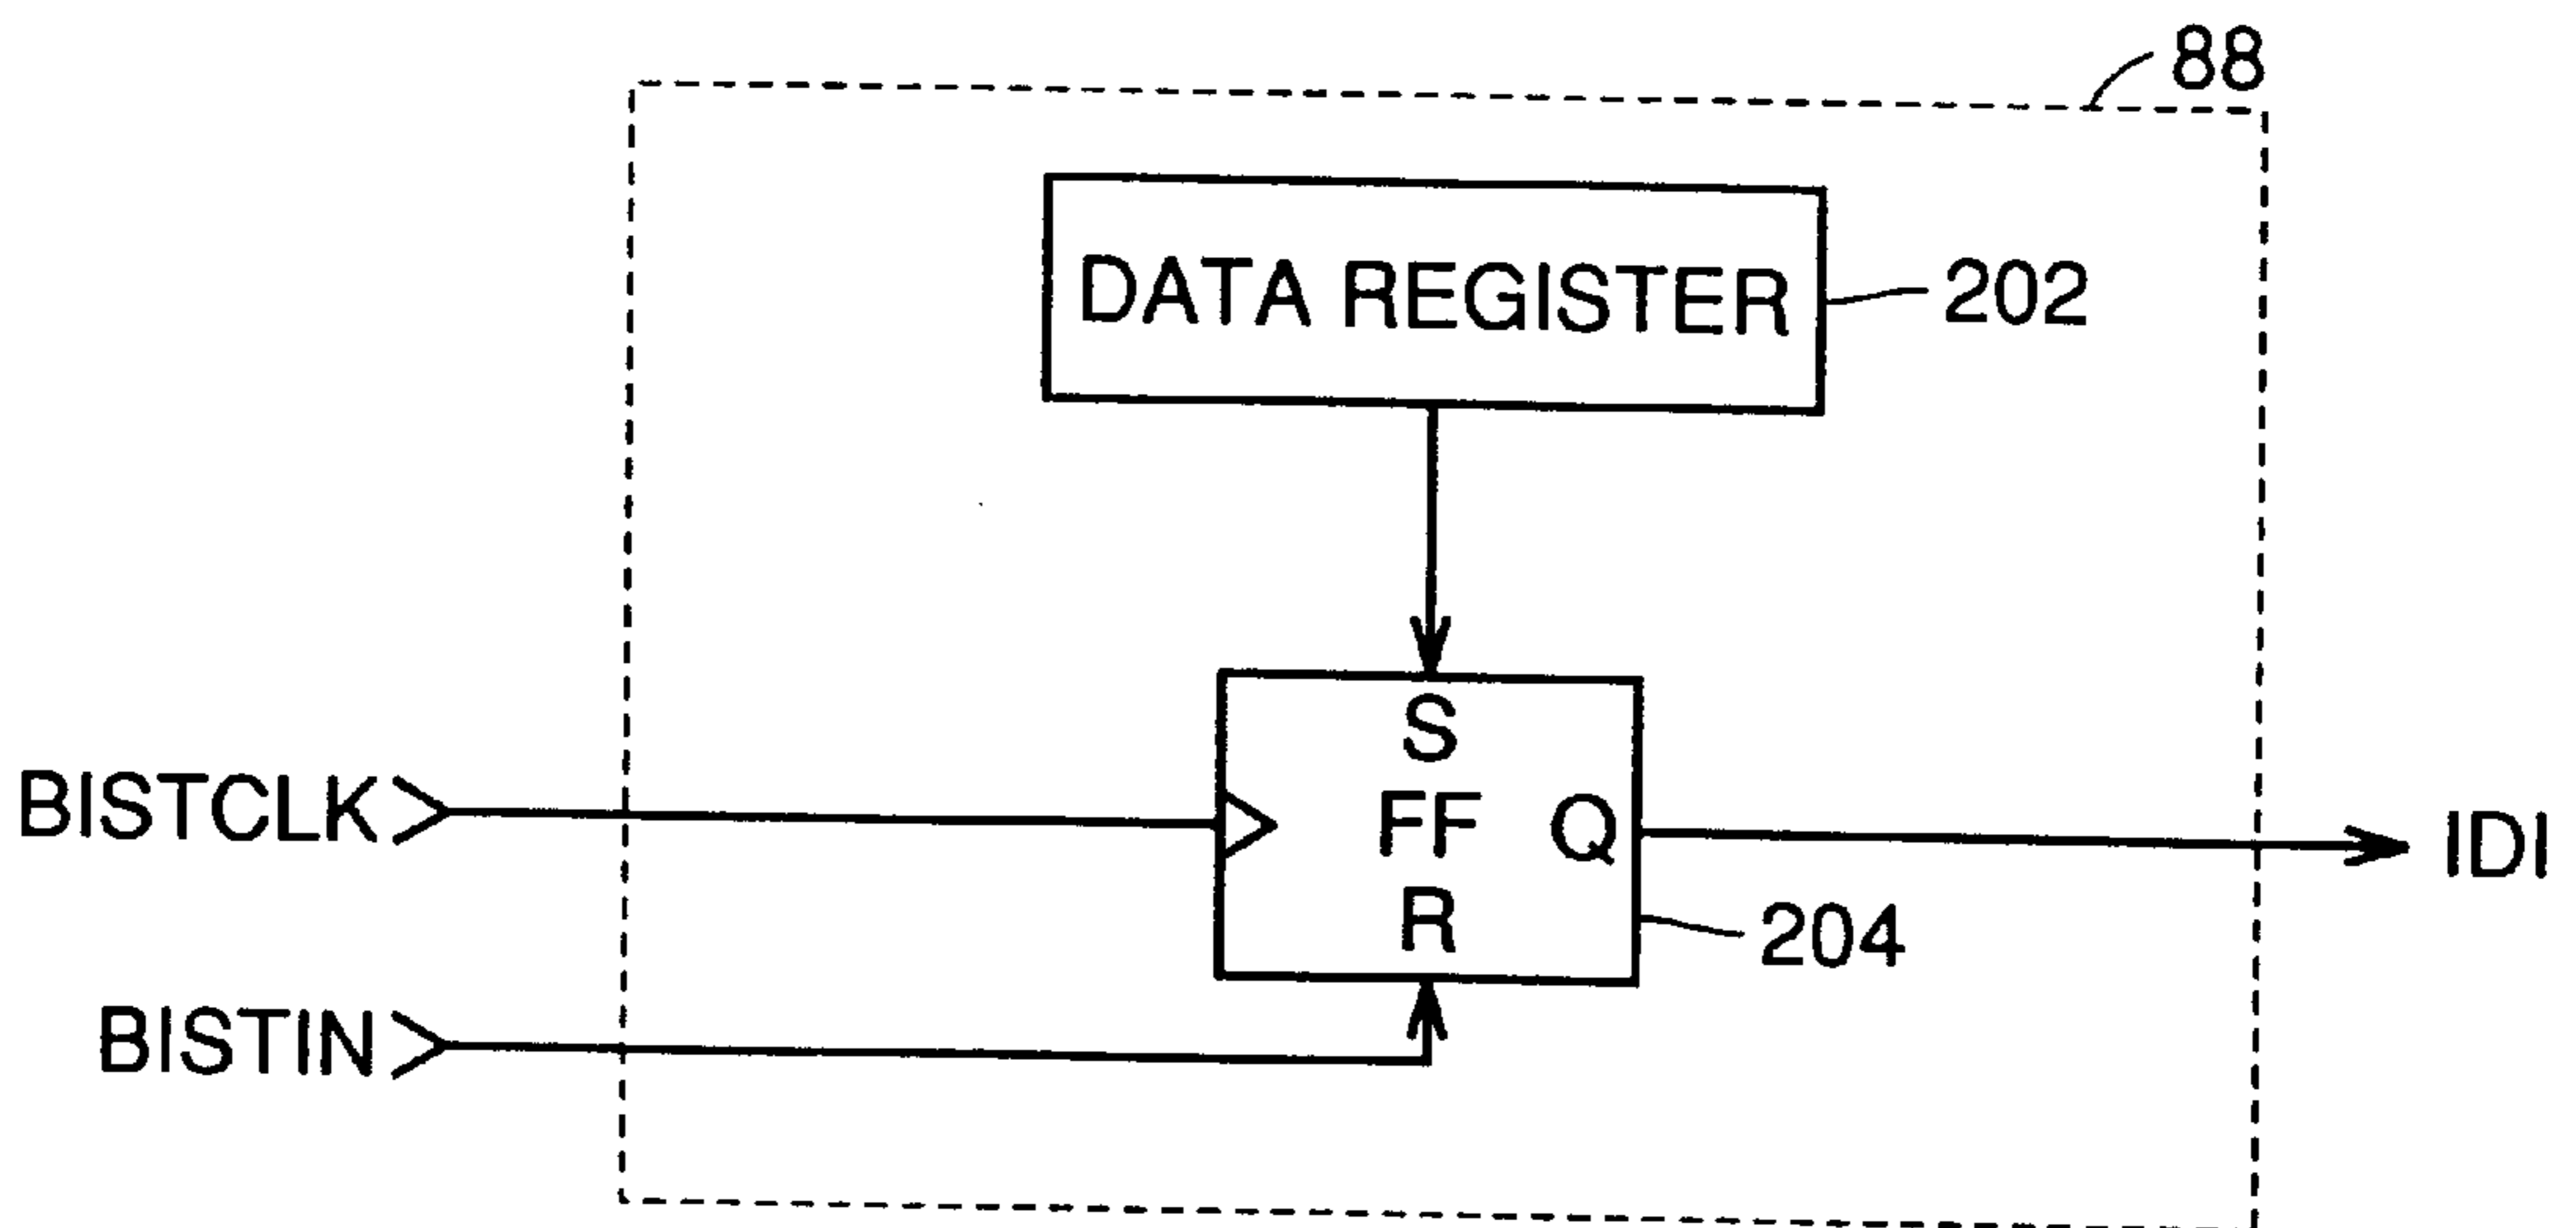 88
DATA REGISTER
202
S
BISTCLK
FF
Q
IDI
R
204
BISTIN